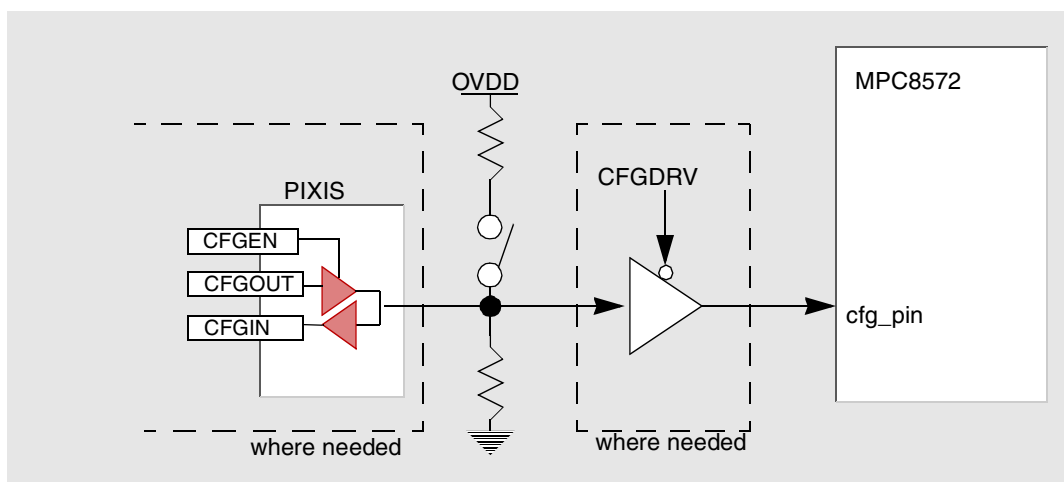 MPC8572
OVDD
CFGDRV
PIXIS
CFGEN
CFGOUT
CFGIN
cfg_pin
where needed
where needed